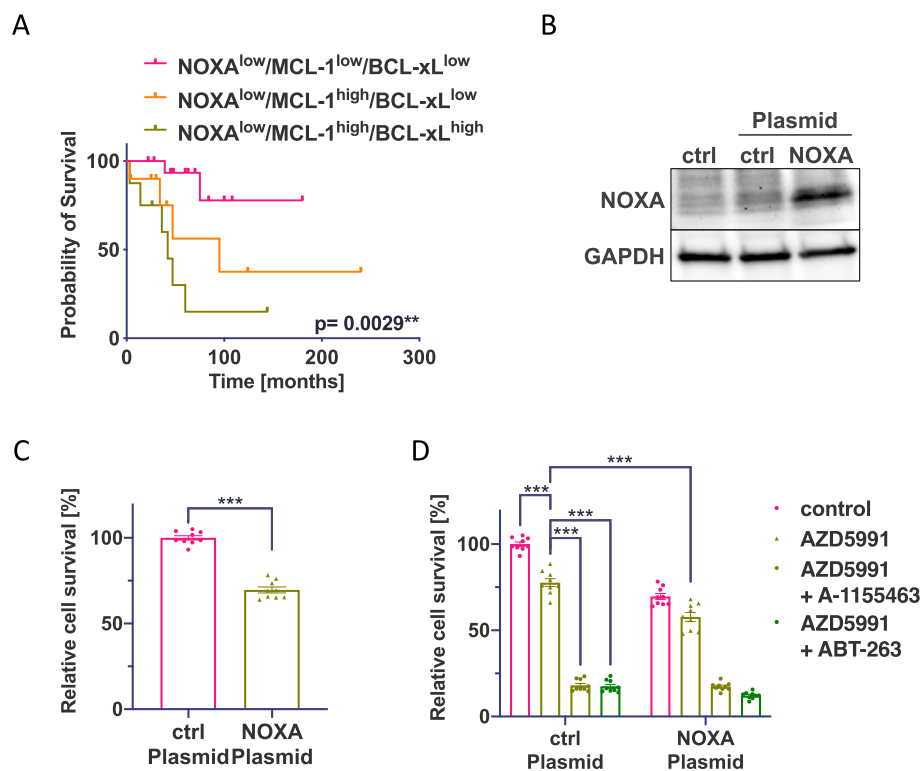 A
NOXAlow/MCL-1low/BCL-xLlow
NOXAlow/MCL-1high/BCL-xLlow
NOXAlow/MCL-1high/BCL-xLhigh
Probability of Survival
100
50
0
p= 0.0029**
0 100 200 300
Time [months]
B
Plasmid
ctrl ctrl NOXA
NOXA
GAPDH
C
Relative cell survival [%]
100
50
0
***
ctrl
Plasmid
NOXA
Plasmid
D
Relative cell survival [%]
100
50
0
***
***
***
***
ctrl
Plasmid
NOXA
Plasmid
control
AZD5991
AZD5991
+ A-1155463
AZD5991
+ ABT-263